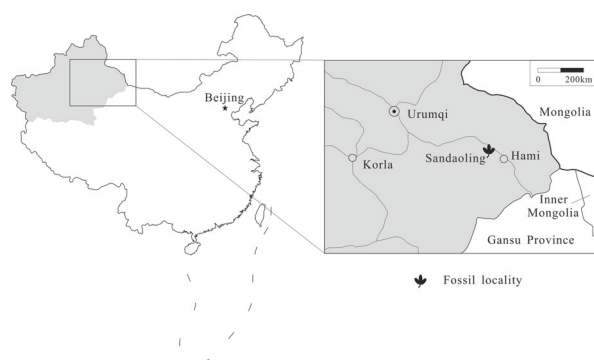 Beijing
0 200km
Mongolia
Urumqi
Sandaoling
Hami
Korla
Inner
Mongolia
Gansu Province
Fossil locality